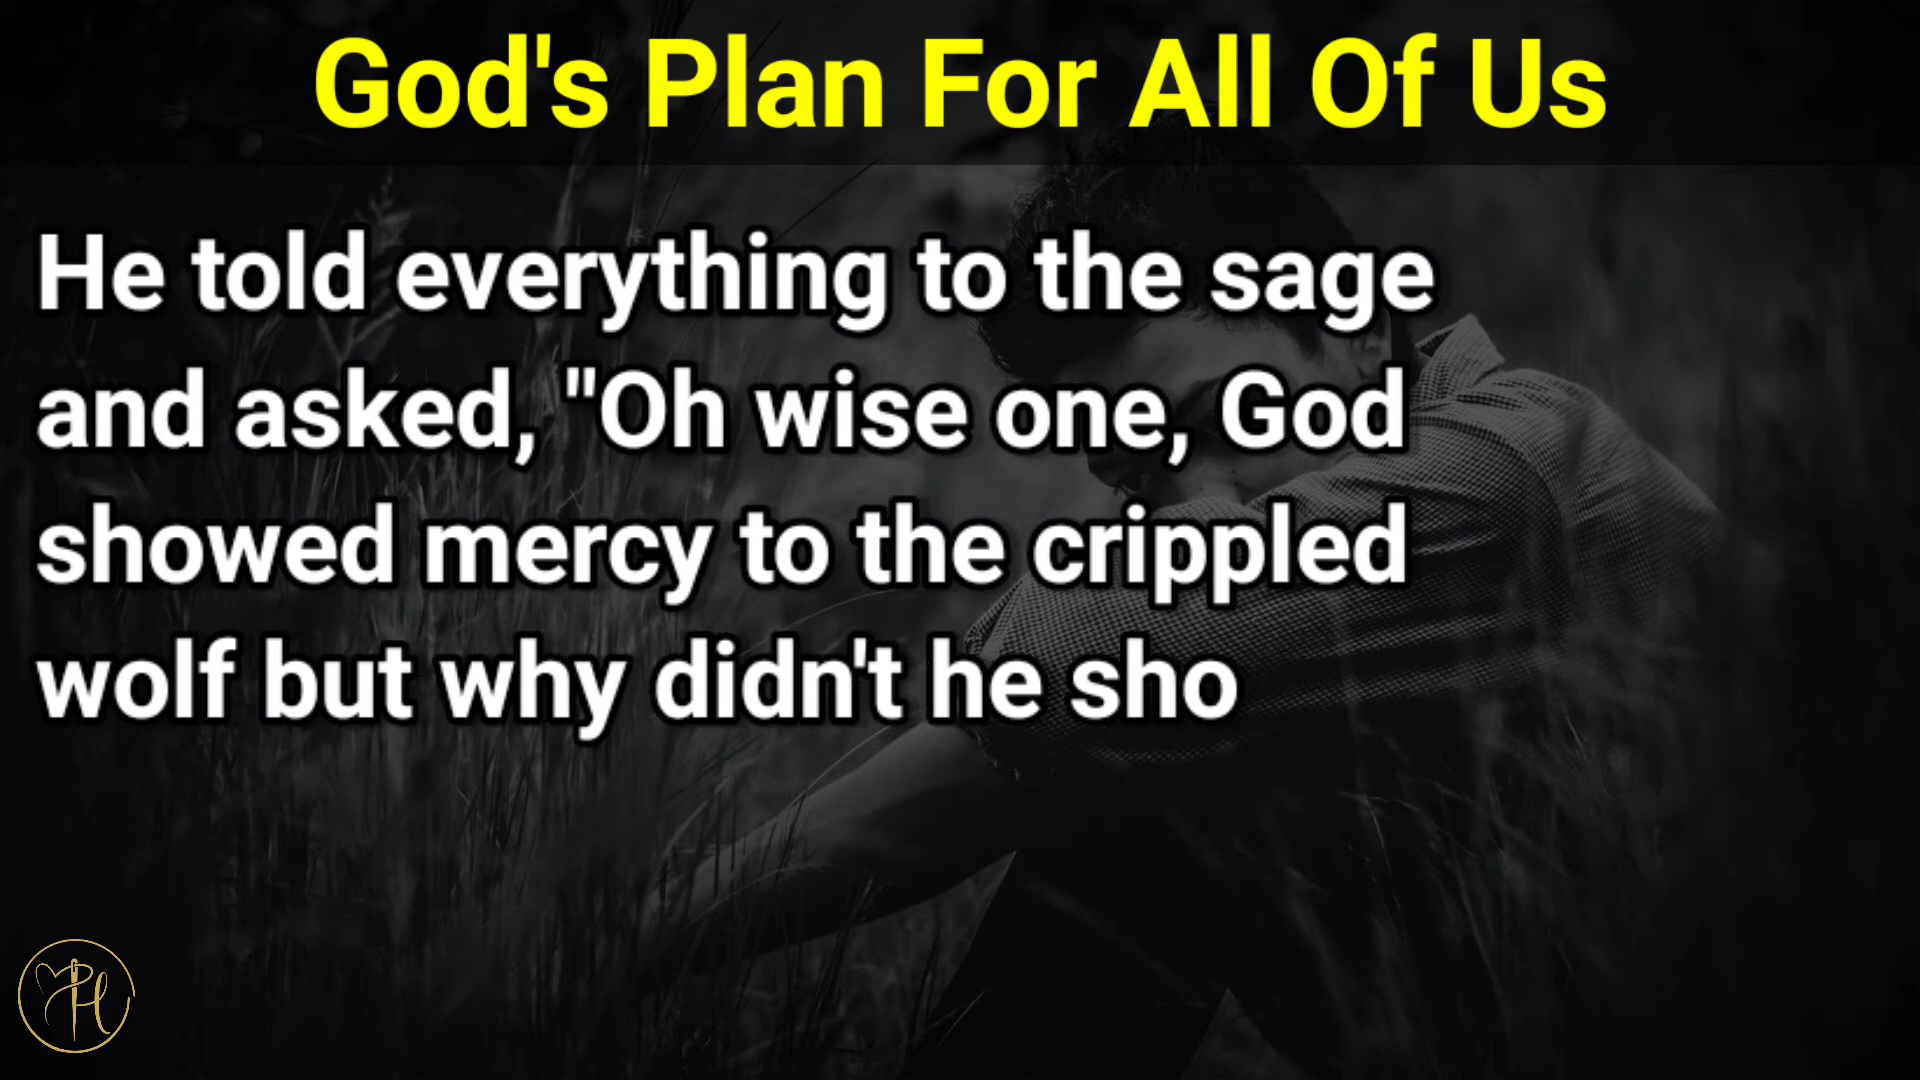 God's Plan For All Of Us
He told everything to the sage
and asked, "Oh wise one, God
showed mercy to the crippled
wolf but why didn't he sho